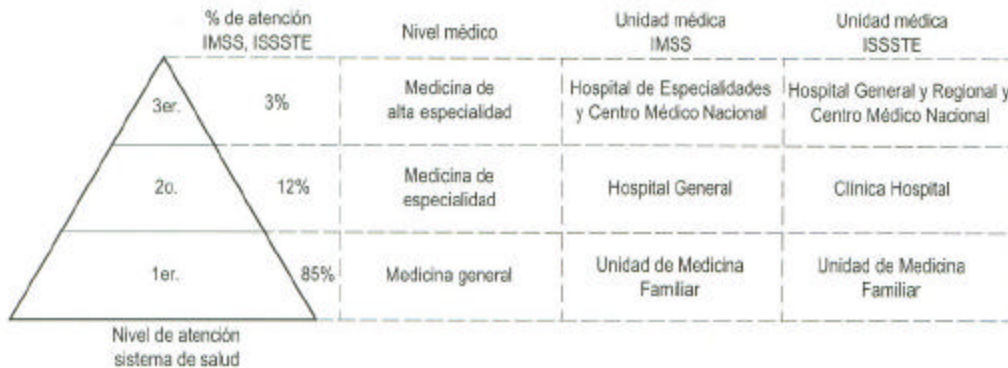 % de atención
IMSS, ISSSTE
Nivel médico
Unidad médica
IMSS
Unidad médica
ISSSTE
3er.
3%
Medicina de
alta especialidad
Hospital de Especialidades
y Centro Médico Nacional
Hospital General y Regional y
Centro Médico Nacional
2o.
12%
Medicina de
especialidad
Hospital General
Clínica Hospital
1er.
85%
Medicina general
Unidad de Medicina
Familiar
Unidad de Medicina
Familiar
Nivel de atención
sistema de salud